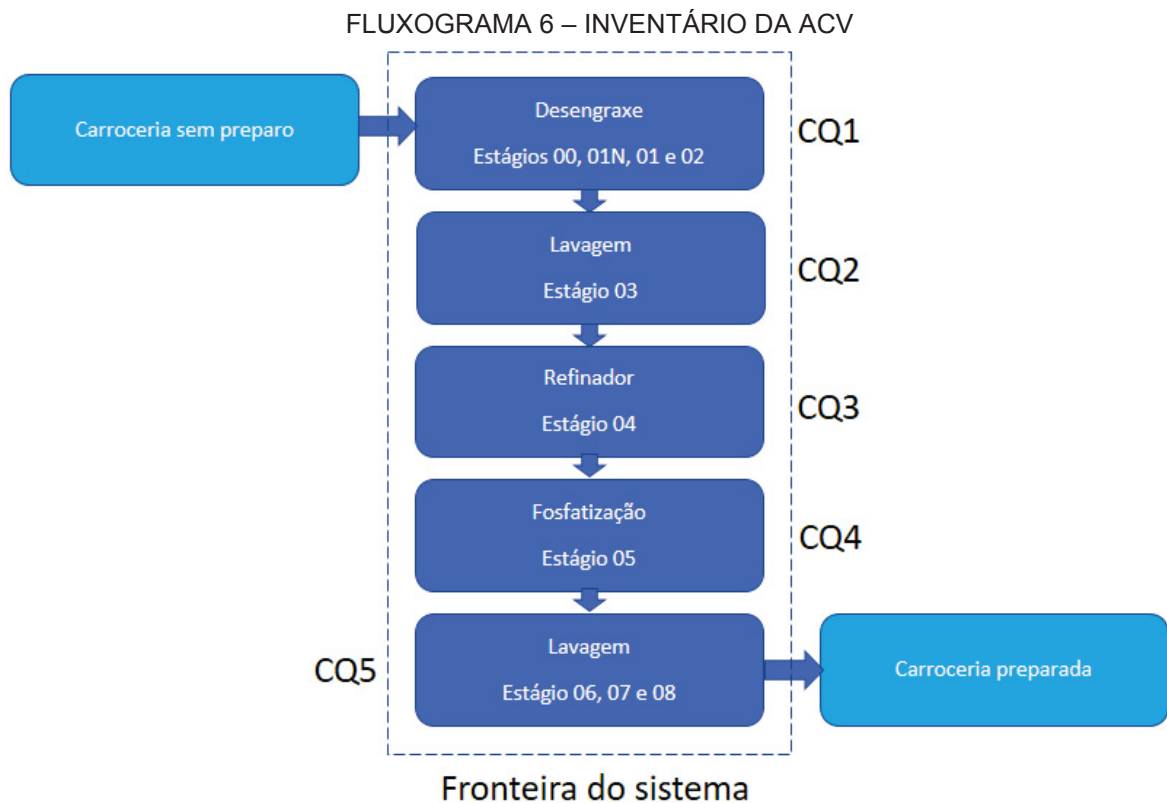 FLUXOGRAMA 6 – INVENTÁRIO DA ACV
Carroceria sem preparo
Desengraxe
Estágios 00, 01N, 01 e 02
CQ1
Lavagem
Estágio 03
CQ2
Refinador
Estágio 04
CQ3
Fosfatização
Estágio 05
CQ4
CQ5
Lavagem
Estágio 06, 07 e 08
Carroceria preparada
Fronteira do sistema